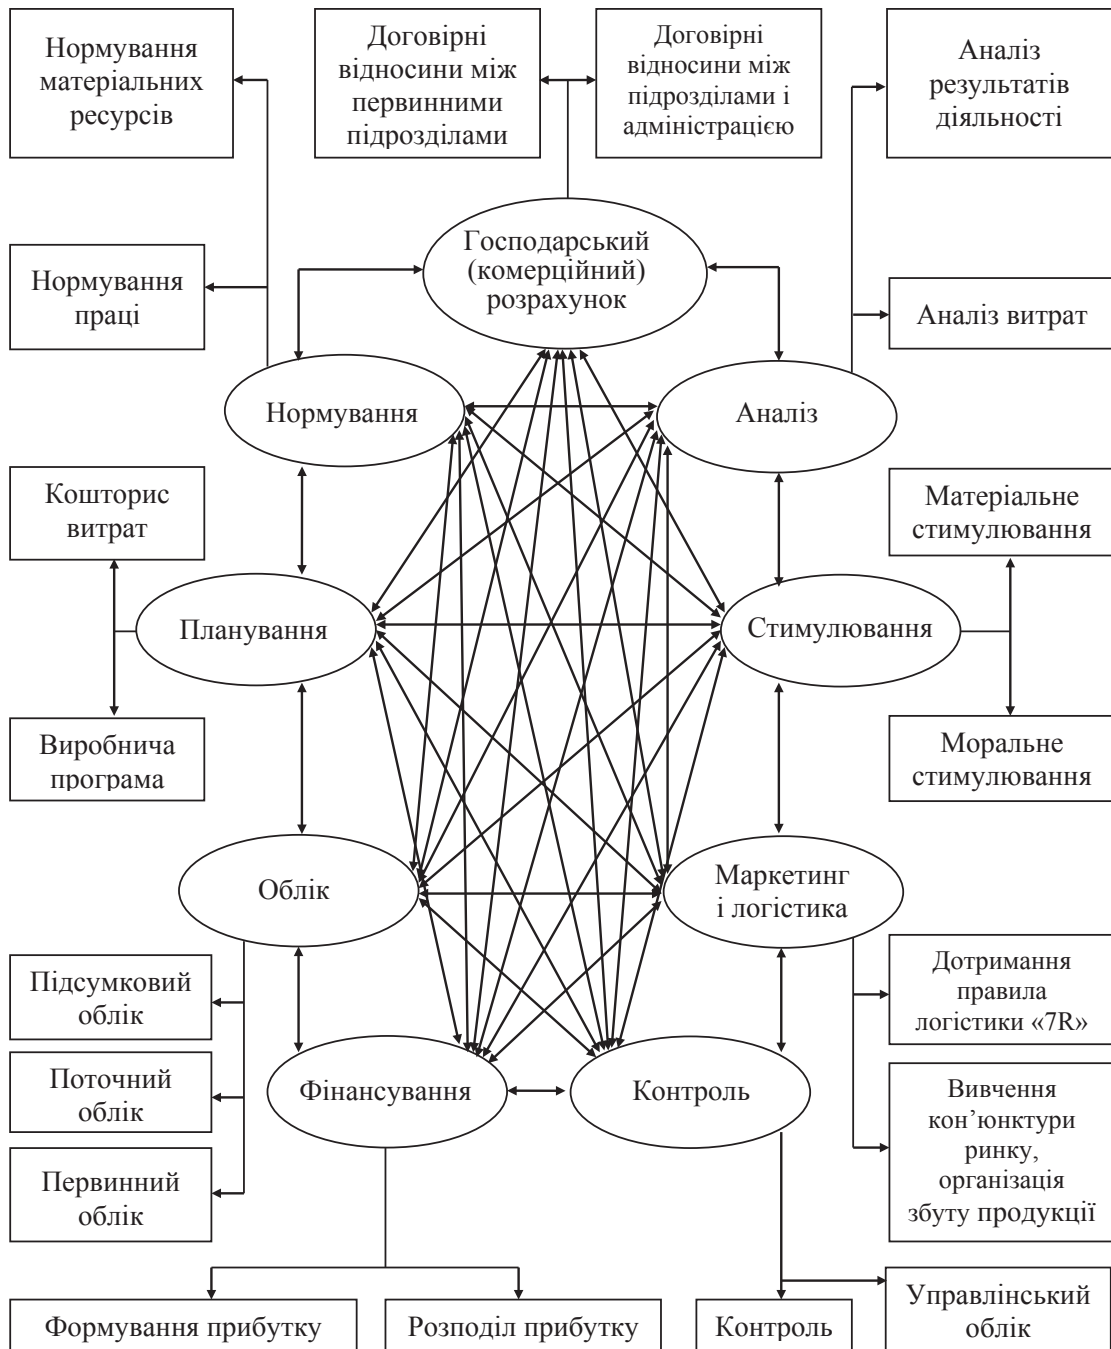 Нормування
матеріальних
ресурсів
Договірні
відносини між
первинними
підрозділами
Договірні
відносини між
підрозділами і
адміністрацією
Аналіз
результатів
діяльності
Господарський
(комерційний)
розрахунок
Нормування
праці
Аналіз витрат
Нормування
Аналіз
Кошторис
витрат
Матеріальне
стимулювання
Планування
Стимулювання
Виробнича
програма
Моральне
стимулювання
Облік
Маркетинг
і логістика
Підсумковий
облік
Дотримання
правила
логістики «7R»
Поточний
облік
Фінансування
Контроль
Вивчення
кон’юнктури
ринку,
організація
збуту продукції
Первинний
облік
Формування прибутку
Розподіл прибутку
Контроль
Управлінський
облік